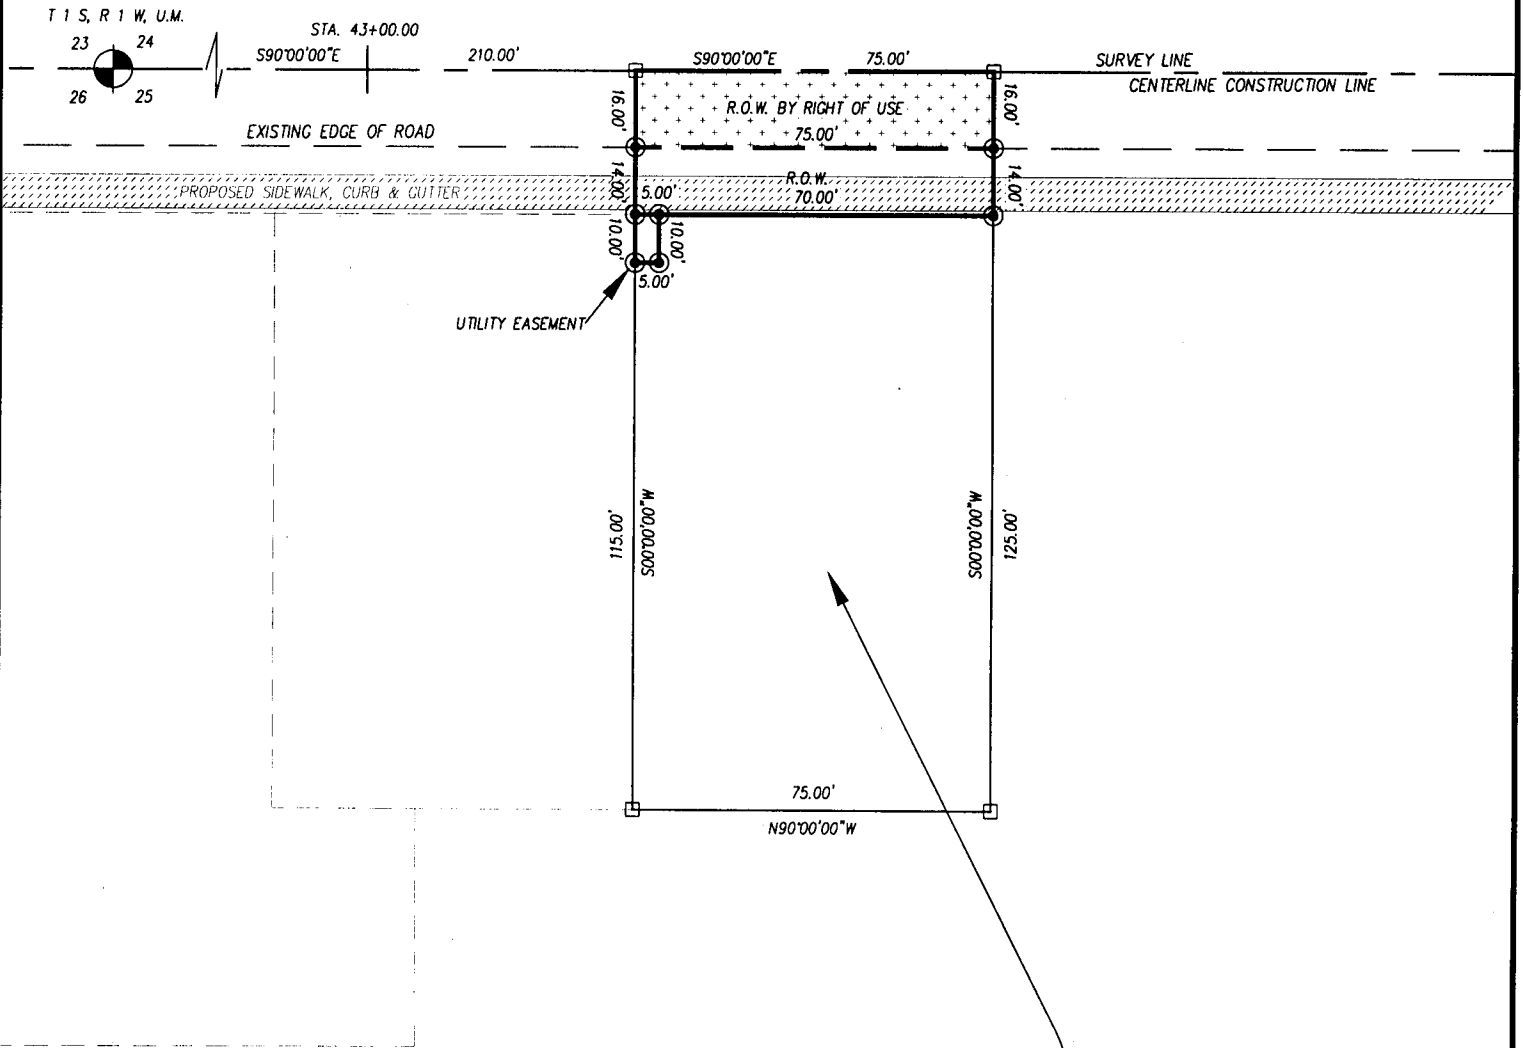 T 1 S, R 1 W, U.M.
23 24
26 25
STA. 43+00.00
S90°00'00"E
210.00'
S90°00'00"E
75.00'
SURVEY LINE
CENTERLINE CONSTRUCTION LINE
16.00'
R.O.W. BY RIGHT OF USE
16.00'
75.00'
EXISTING EDGE OF ROAD
14.00'
R.O.W.
14.00'
PROPOSED SIDEWALK, CURB & GUTTER
5.00'
70.00'
10.00'
10.00'
5.00'
UTILITY EASEMENT
115.00'
S00°00'00"W
S00°00'00"W
125.00'
75.00'
N90°00'00"W